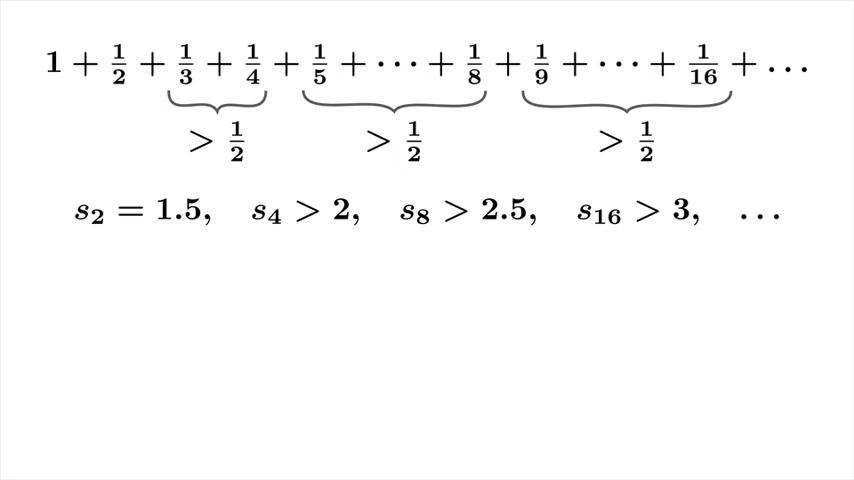 1 + 1/2 + 1/3 + 1/4 + 1/5 + ⋯ + 1/8 + 1/9 + ⋯ + 1/16 + …
> 1/2 > 1/2 > 1/2
s₂ = 1.5, s₄ > 2, s₈ > 2.5, s₁₆ > 3, …